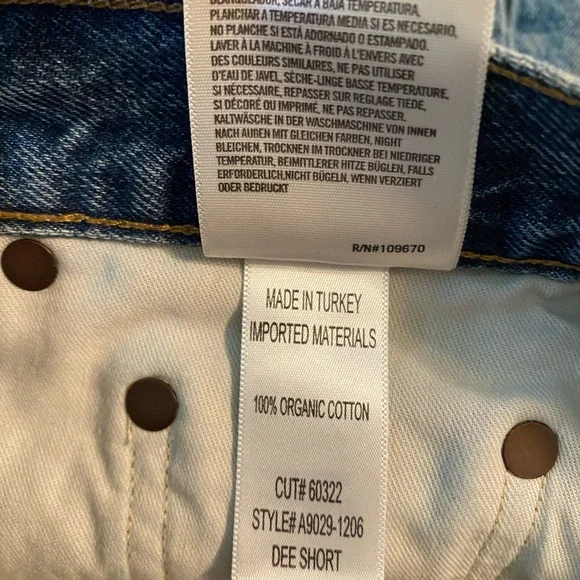 BLANQUEADOR, SECAR A BAJA TEMPERATURA,
PLANCHAR A TEMPERATURA MEDIA SI ES NECESARIO,
NO PLANCHE SI ESTÁ ADORNADO O ESTAMPADO.
LAVER À LA MACHINE À FROID À L'ENVERS AVEC
DES COULEURS SIMILAIRES, NE PAS UTILISER
D'EAU DE JAVEL, SÈCHE-LINGE BASSE TEMPERATURE,
SI NÉCESSAIRE, REPASSER SUR REGLAGE TIEDE,
SI DÉCORÉ OU IMPRIMÉ, NE PAS REPASSER.
KALTWÄSCHE IN DER WASCHMASCHINE VON INNEN
NACH AUßEN MIT GLEICHEN FARBEN, NIGHT
BLEICHEN, TROCKNEN IM TROCKNER BEI NIEDRIGER
TEMPERATUR, BEIMITTLERER HITZE BÜGLEN, FALLS
ERFORDERLICH.NICHT BÜGELN, WENN VERZIERT
ODER BEDRUCKT
R/N#109670
MADE IN TURKEY
IMPORTED MATERIALS
100% ORGANIC COTTON
CUT# 60322
STYLE# A9029-1206
DEE SHORT